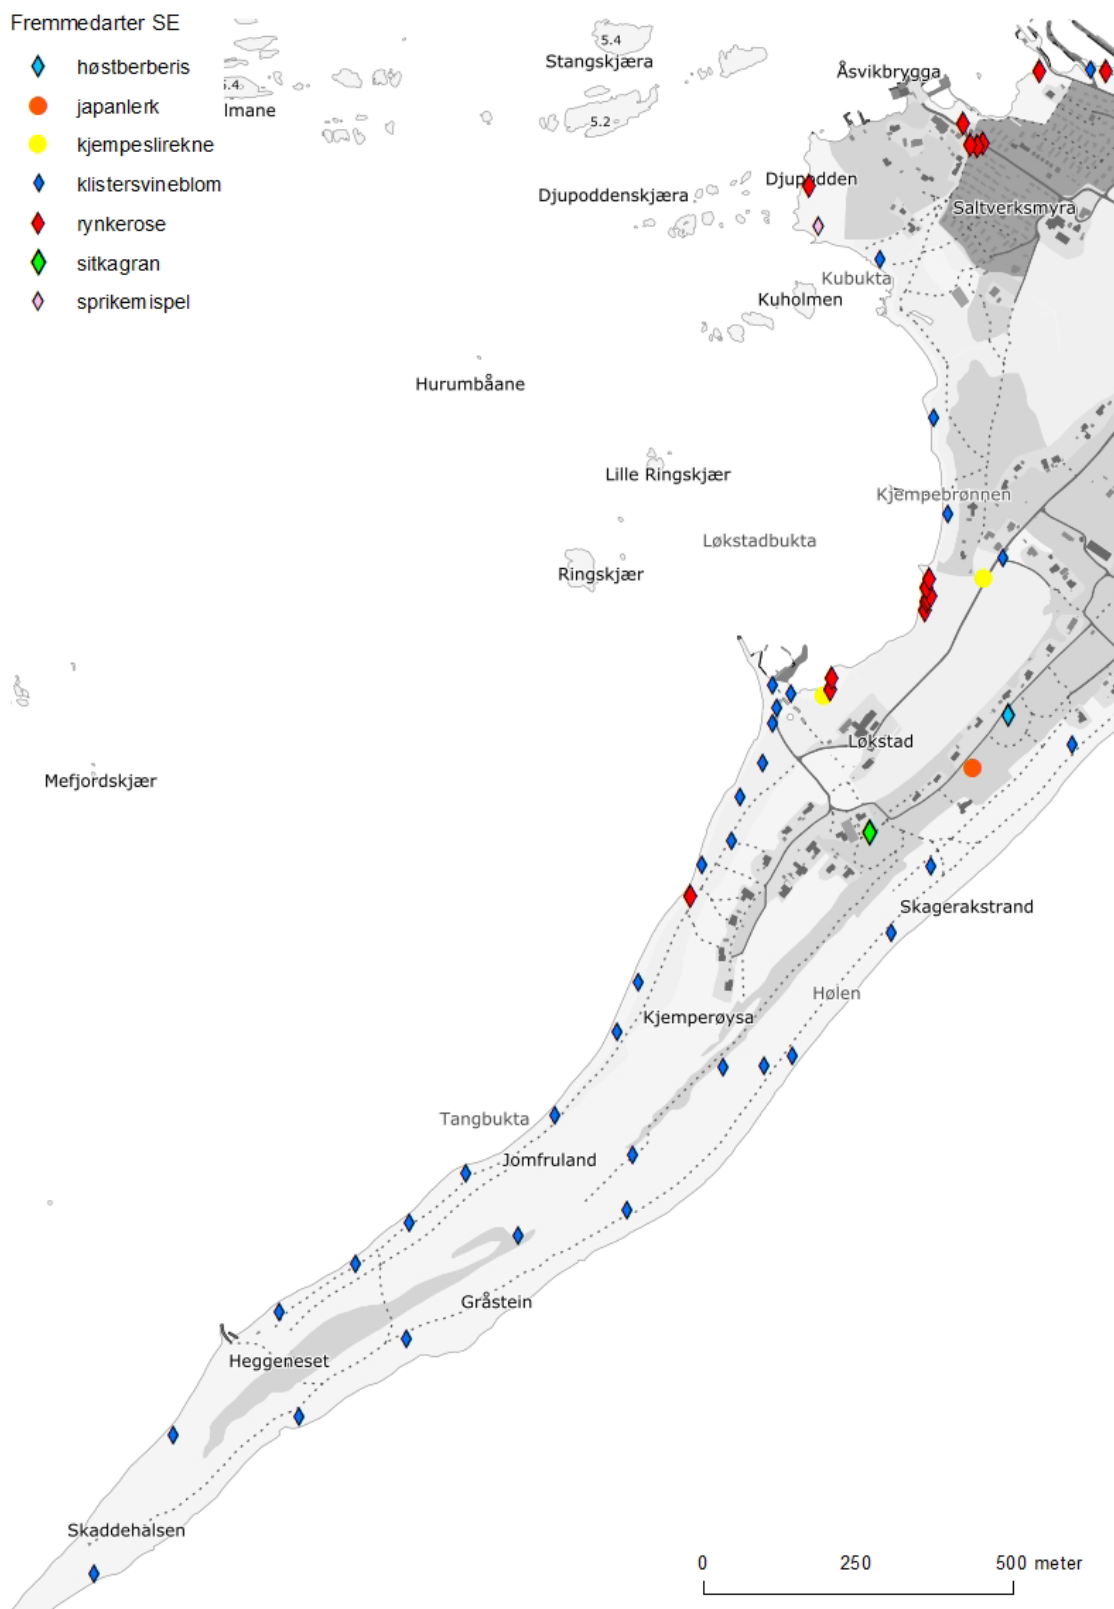 Fremmedarter SE
høstberberis
japanlerk
kjempeslirekne
klistersvineblom
rynkerose
sitkagran
sprikemispel
5.4
Stangskjæra
Åsvikbrygga
5.4
lmane
5.2
Djupodden
Djupoddenskjæra
Saltverksmyra
Kubukta
Kuholmen
Hurumbåane
Lille Ringskjær
Kjempebrønnen
Løkstadbukta
Ringskjær
Løkstad
Mefjordskjær
Skagerakstrand
Hølen
Kjemperøysa
Tangbukta
Jomfruland
Gråstein
Heggeneset
Skaddehalsen
0 250 500 meter